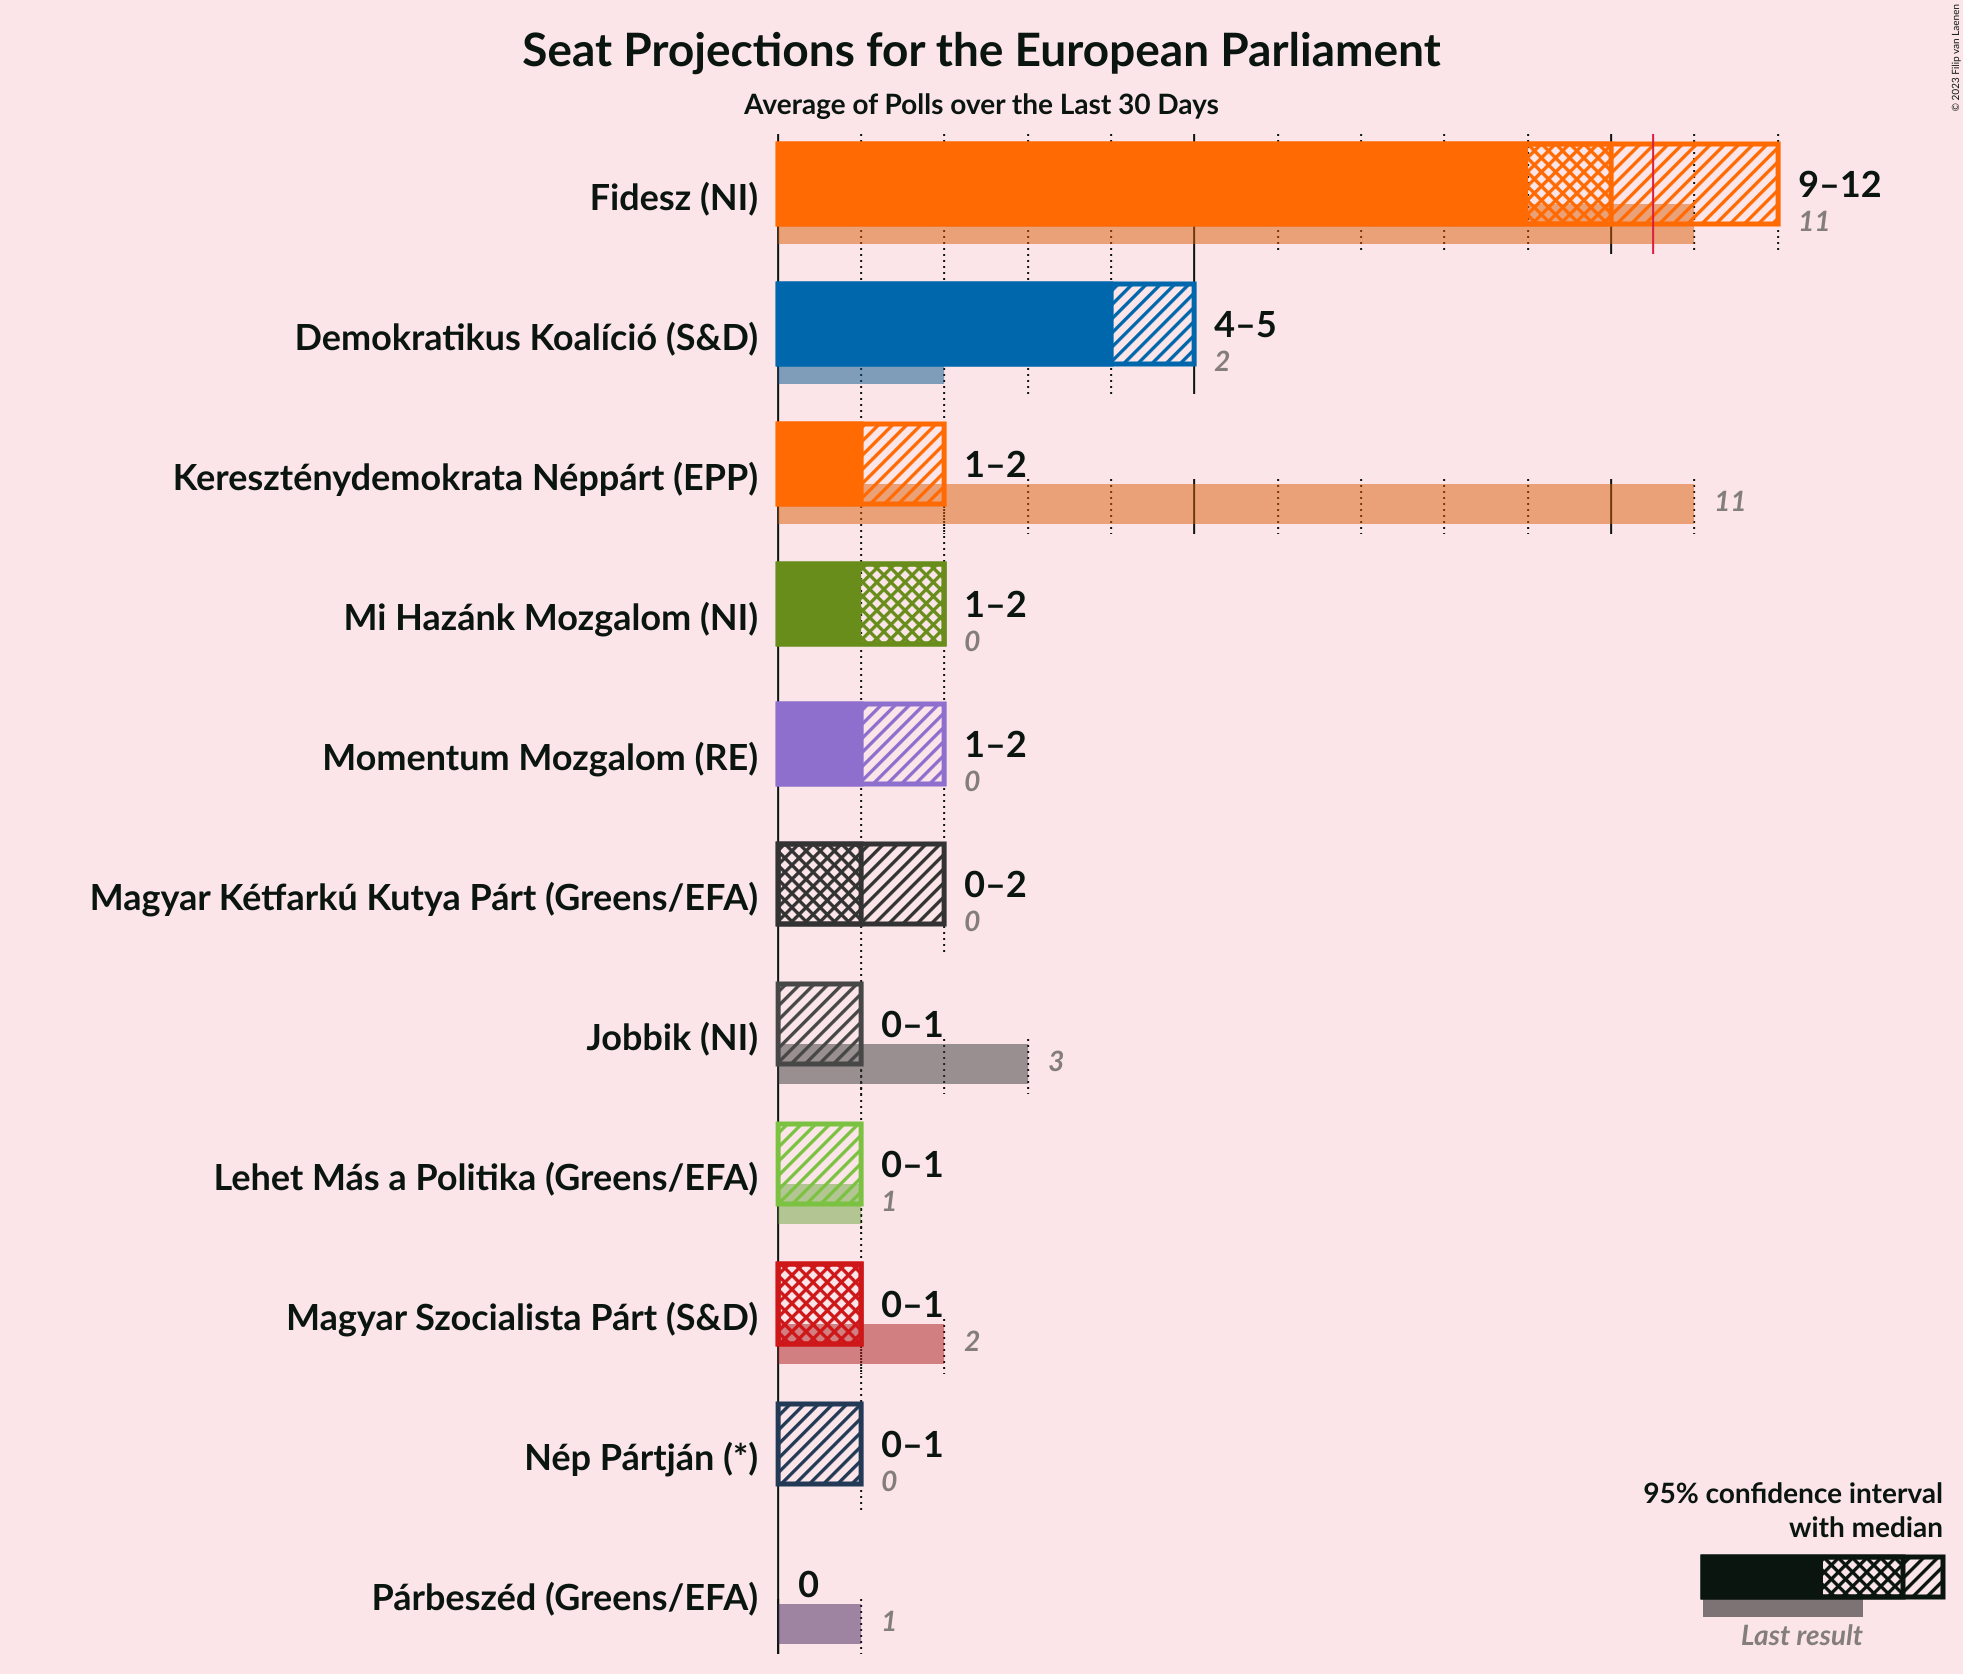 © 2023 Filip van Laenen
Seat Projections for the European Parliament
Average of Polls over the Last 30 Days
Fidesz (NI)
9–12
11
Demokratikus Koalíció (S&D)
4–5
2
Kereszténydemokrata Néppárt (EPP)
1–2
11
Mi Hazánk Mozgalom (NI)
1–2
0
Momentum Mozgalom (RE)
1–2
0
Magyar Kétfarkú Kutya Párt (Greens/EFA)
0–2
0
Jobbik (NI)
0–1
3
Lehet Más a Politika (Greens/EFA)
0–1
1
Magyar Szocialista Párt (S&D)
0–1
2
Nép Pártján (*)
0–1
0
Párbeszéd (Greens/EFA)
0
1
95% confidence interval
with median
Last result